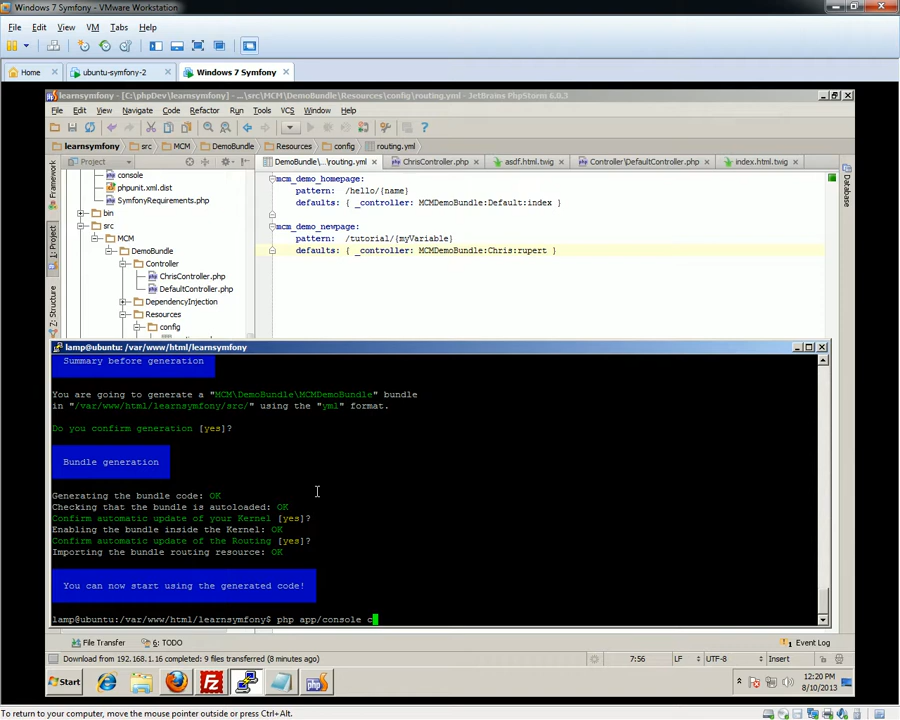 Windows 7 Symfony - VMware Workstation
File Edit View VM Tabs Help
Home ubuntu-symfony-2 Windows 7 Symfony
learnsymfony - [C:\phpDev\learnsymfony] - ...\src\MCM\DemoBundle\Resources\config\routing.yml - JetBrains PhpStorm 6.0.3
File Edit View Navigate Code Refactor Run Tools VCS Window Help
learnsymfony src MCM DemoBundle Resources config routing.yml
Project
DemoBundle\...\routing.yml ChrisController.php asdf.html.twig Controller\DefaultController.php index.html.twig
Framework
1: Project
Z: Structure
Database
console
phpunit.xml.dist
SymfonyRequirements.php
bin
src
MCM
DemoBundle
Controller
ChrisController.php
DefaultController.php
DependencyInjection
Resources
config
mcm_demo_homepage:
pattern: /hello/{name}
defaults: { _controller: MCMDemoBundle:Default:index }
mcm_demo_newpage:
pattern: /tutorial/{myVariable}
defaults: { _controller: MCMDemoBundle:Chris:rupert }
lamp@ubuntu: /var/www/html/learnsymfony
Summary before generation
You are going to generate a "MCM\DemoBundle\MCMDemoBundle" bundle
in "/var/www/html/learnsymfony/src/" using the "yml" format.
Do you confirm generation [yes]?
Bundle generation
Generating the bundle code: OK
Checking that the bundle is autoloaded: OK
Confirm automatic update of your Kernel [yes]?
Enabling the bundle inside the Kernel: OK
Confirm automatic update of the Routing [yes]?
Importing the bundle routing resource: OK
You can now start using the generated code!
lamp@ubuntu:/var/www/html/learnsymfony$ php app/console c
File Transfer 6: TODO 1 Event Log
Download from 192.168.1.16 completed: 9 files transferred (8 minutes ago) 7:56 LF UTF-8 Insert
Start
12:20 PM
8/10/2013
To return to your computer, move the mouse pointer outside or press Ctrl+Alt.